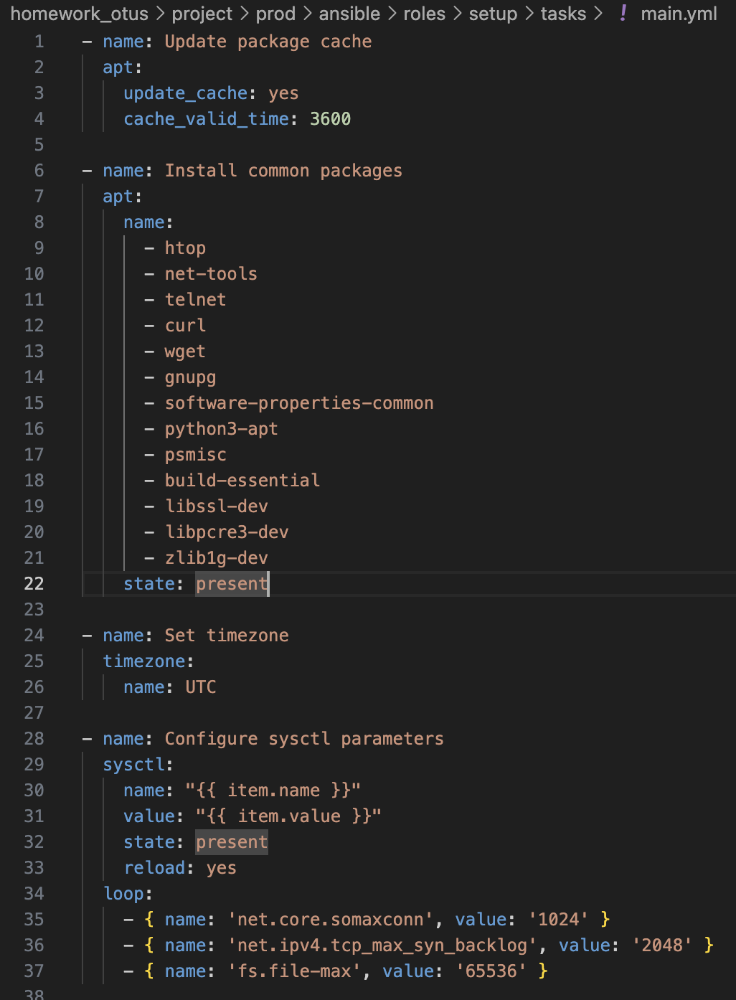 homework_otus > project > prod > ansible > roles > setup > tasks > ! main.yml
1 - name: Update package cache
2 apt:
3 update_cache: yes
4 cache_valid_time: 3600
5
6 - name: Install common packages
7 apt:
8 name:
9 - htop
10 - net-tools
11 - telnet
12 - curl
13 - wget
14 - gnupg
15 - software-properties-common
16 - python3-apt
17 - psmisc
18 - build-essential
19 - libssl-dev
20 - libpcre3-dev
21 - zlib1g-dev
22 state: present
23
24 - name: Set timezone
25 timezone:
26 name: UTC
27
28 - name: Configure sysctl parameters
29 sysctl:
30 name: "{{ item.name }}"
31 value: "{{ item.value }}"
32 state: present
33 reload: yes
34 loop:
35 - { name: 'net.core.somaxconn', value: '1024' }
36 - { name: 'net.ipv4.tcp_max_syn_backlog', value: '2048' }
37 - { name: 'fs.file-max', value: '65536' }
38